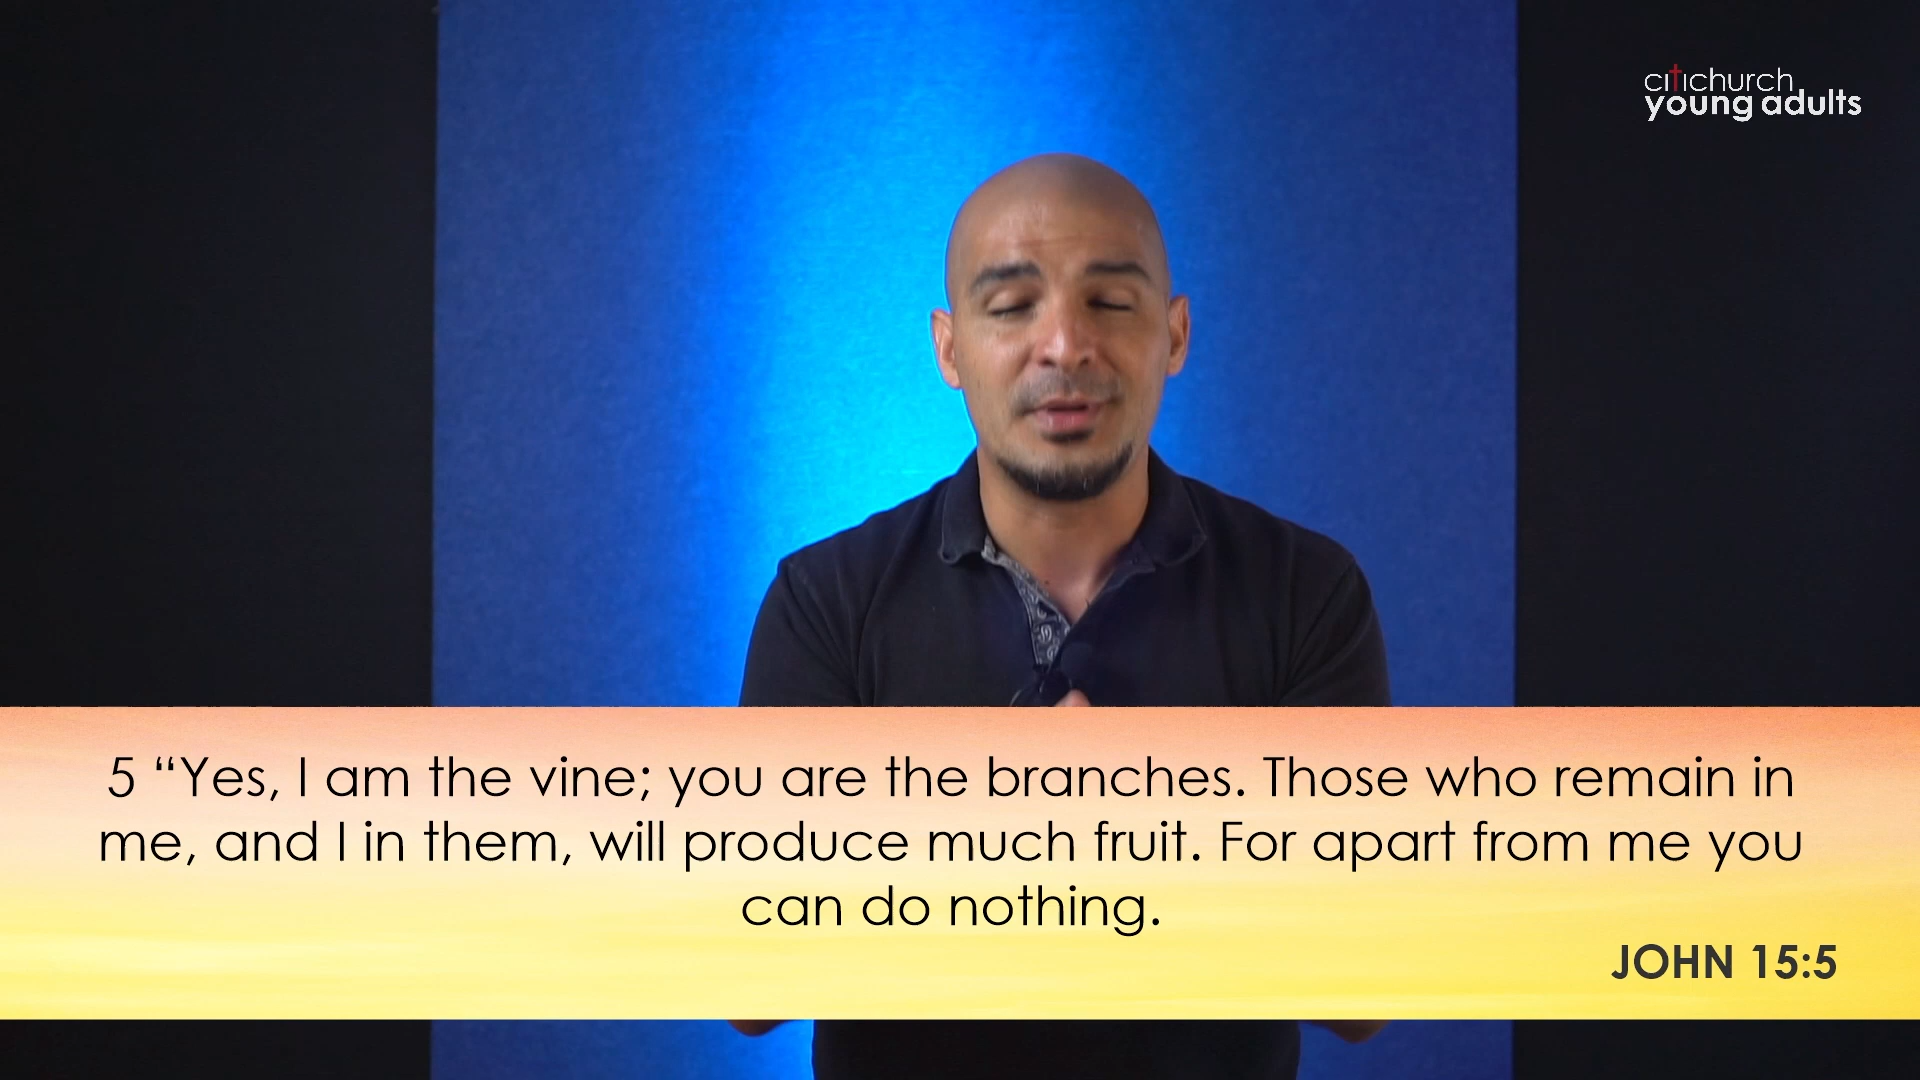 citichurch
young adults
5 “Yes, I am the vine; you are the branches. Those who remain in
me, and I in them, will produce much fruit. For apart from me you
can do nothing.
JOHN 15:5